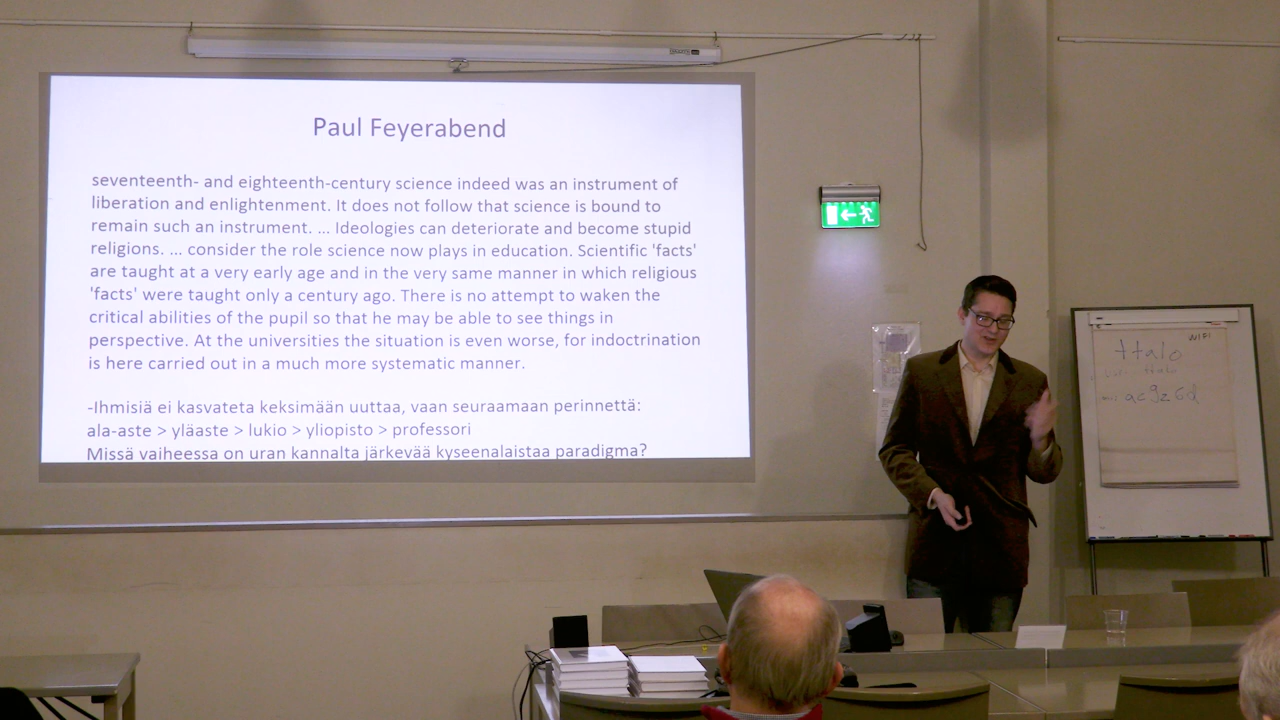 Paul Feyerabend
seventeenth- and eighteenth-century science indeed was an instrument of
liberation and enlightenment. It does not follow that science is bound to
remain such an instrument. ... Ideologies can deteriorate and become stupid
religions. ... consider the role science now plays in education. Scientific 'facts'
are taught at a very early age and in the very same manner in which religious
'facts' were taught only a century ago. There is no attempt to waken the
critical abilities of the pupil so that he may be able to see things in
perspective. At the universities the situation is even worse, for indoctrination
is here carried out in a much more systematic manner.
-Ihmisiä ei kasvateta keksimään uuttaa, vaan seuraamaan perinnettä:
ala-aste > yläaste > lukio > yliopisto > professori
Missä vaiheessa on uran kannalta järkevää kyseenalaistaa paradigma?
WIFI